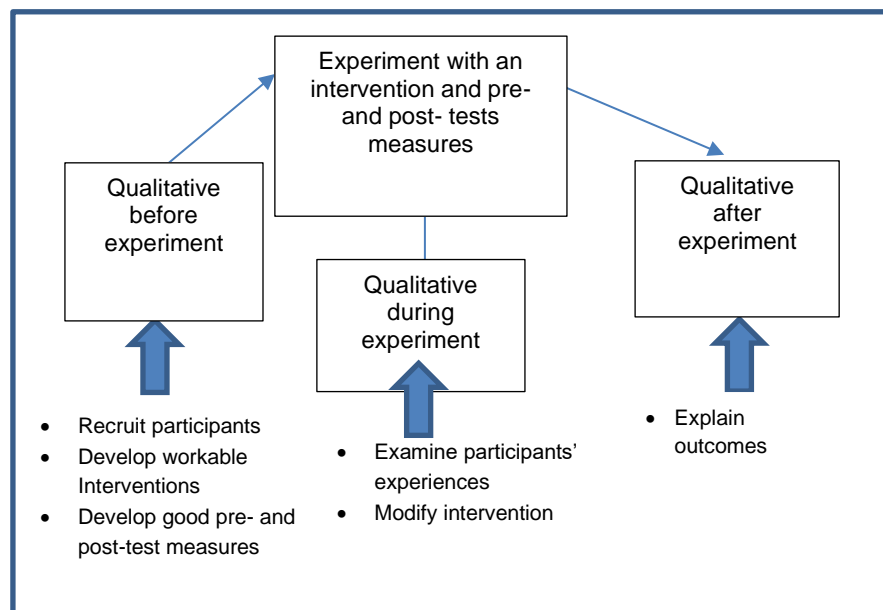 Experiment with an
intervention and pre-
and post- tests
measures
Qualitative
before
experiment
Qualitative
during
experiment
Qualitative
after
experiment
• Recruit participants
• Develop workable
Interventions
• Develop good pre- and
post-test measures
• Examine participants’
experiences
• Modify intervention
• Explain
outcomes